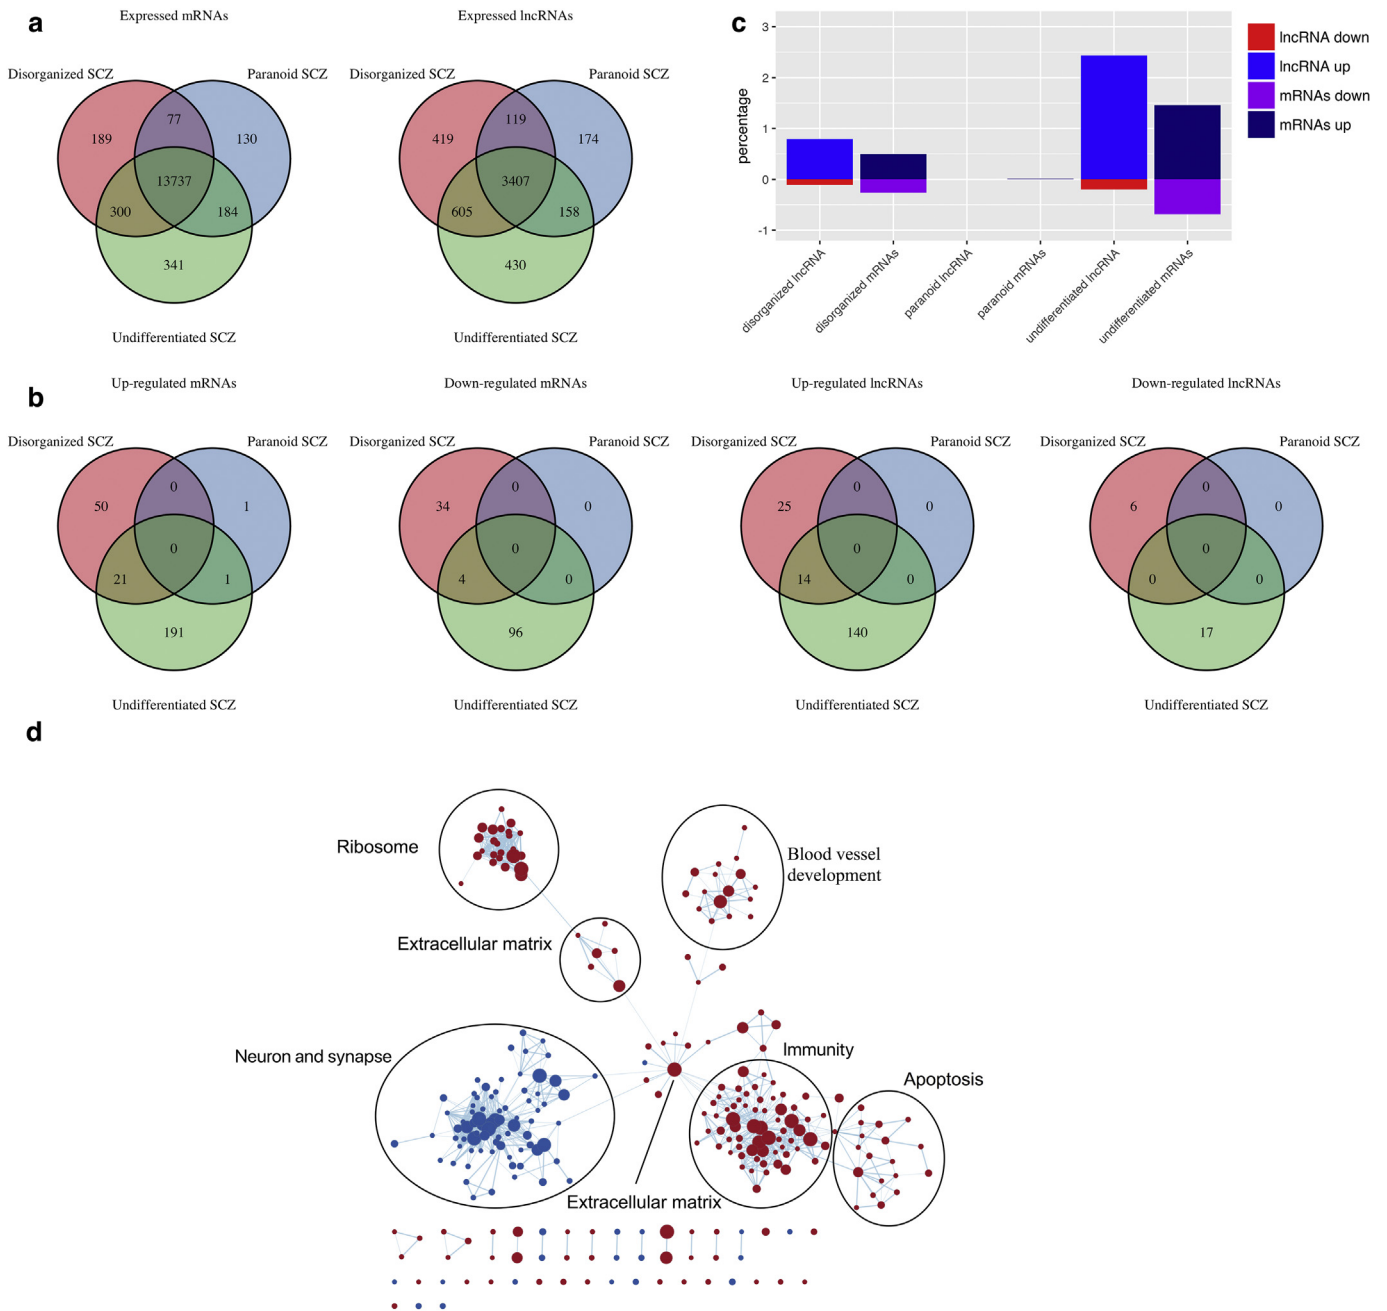 a
Expressed mRNAs
Disorganized SCZ
Paranoid SCZ
189
77
130
13737
300
184
341
Undifferentiated SCZ
Expressed lncRNAs
Disorganized SCZ
Paranoid SCZ
419
119
174
3407
605
158
430
Undifferentiated SCZ
c
percentage
3
2
1
0
-1
disorganized lncRNA
disorganized mRNAs
paranoid lncRNA
paranoid mRNAs
undifferentiated lncRNA
undifferentiated mRNAs
lncRNA down
lncRNA up
mRNAs down
mRNAs up
b
Up-regulated mRNAs
Disorganized SCZ
Paranoid SCZ
50
0
1
0
21
1
191
Undifferentiated SCZ
Down-regulated mRNAs
Disorganized SCZ
Paranoid SCZ
34
0
0
0
4
0
96
Undifferentiated SCZ
Up-regulated lncRNAs
Disorganized SCZ
Paranoid SCZ
25
0
0
0
14
0
140
Undifferentiated SCZ
Down-regulated lncRNAs
Disorganized SCZ
Paranoid SCZ
6
0
0
0
0
0
17
Undifferentiated SCZ
d
Ribosome
Blood vessel
development
Extracellular matrix
Neuron and synapse
Immunity
Apoptosis
Extracellular matrix